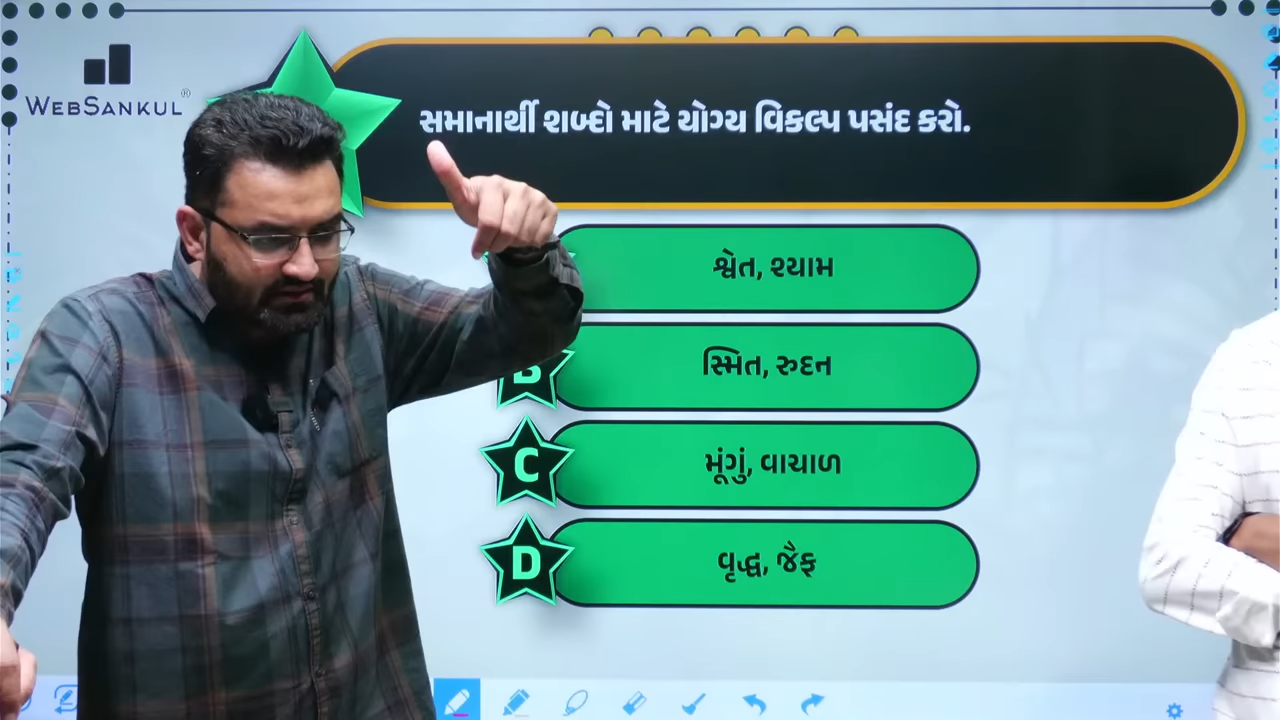 WEBSANKUL®
સમાનાર્થી શબ્દો માટે યોગ્ય વિકલ્પ પસંદ કરો.
શ્વેત, શ્યામ
B સ્મિત, રુદન
C મૂંગું, વાચાળ
D વૃદ્ધ, જૈફ